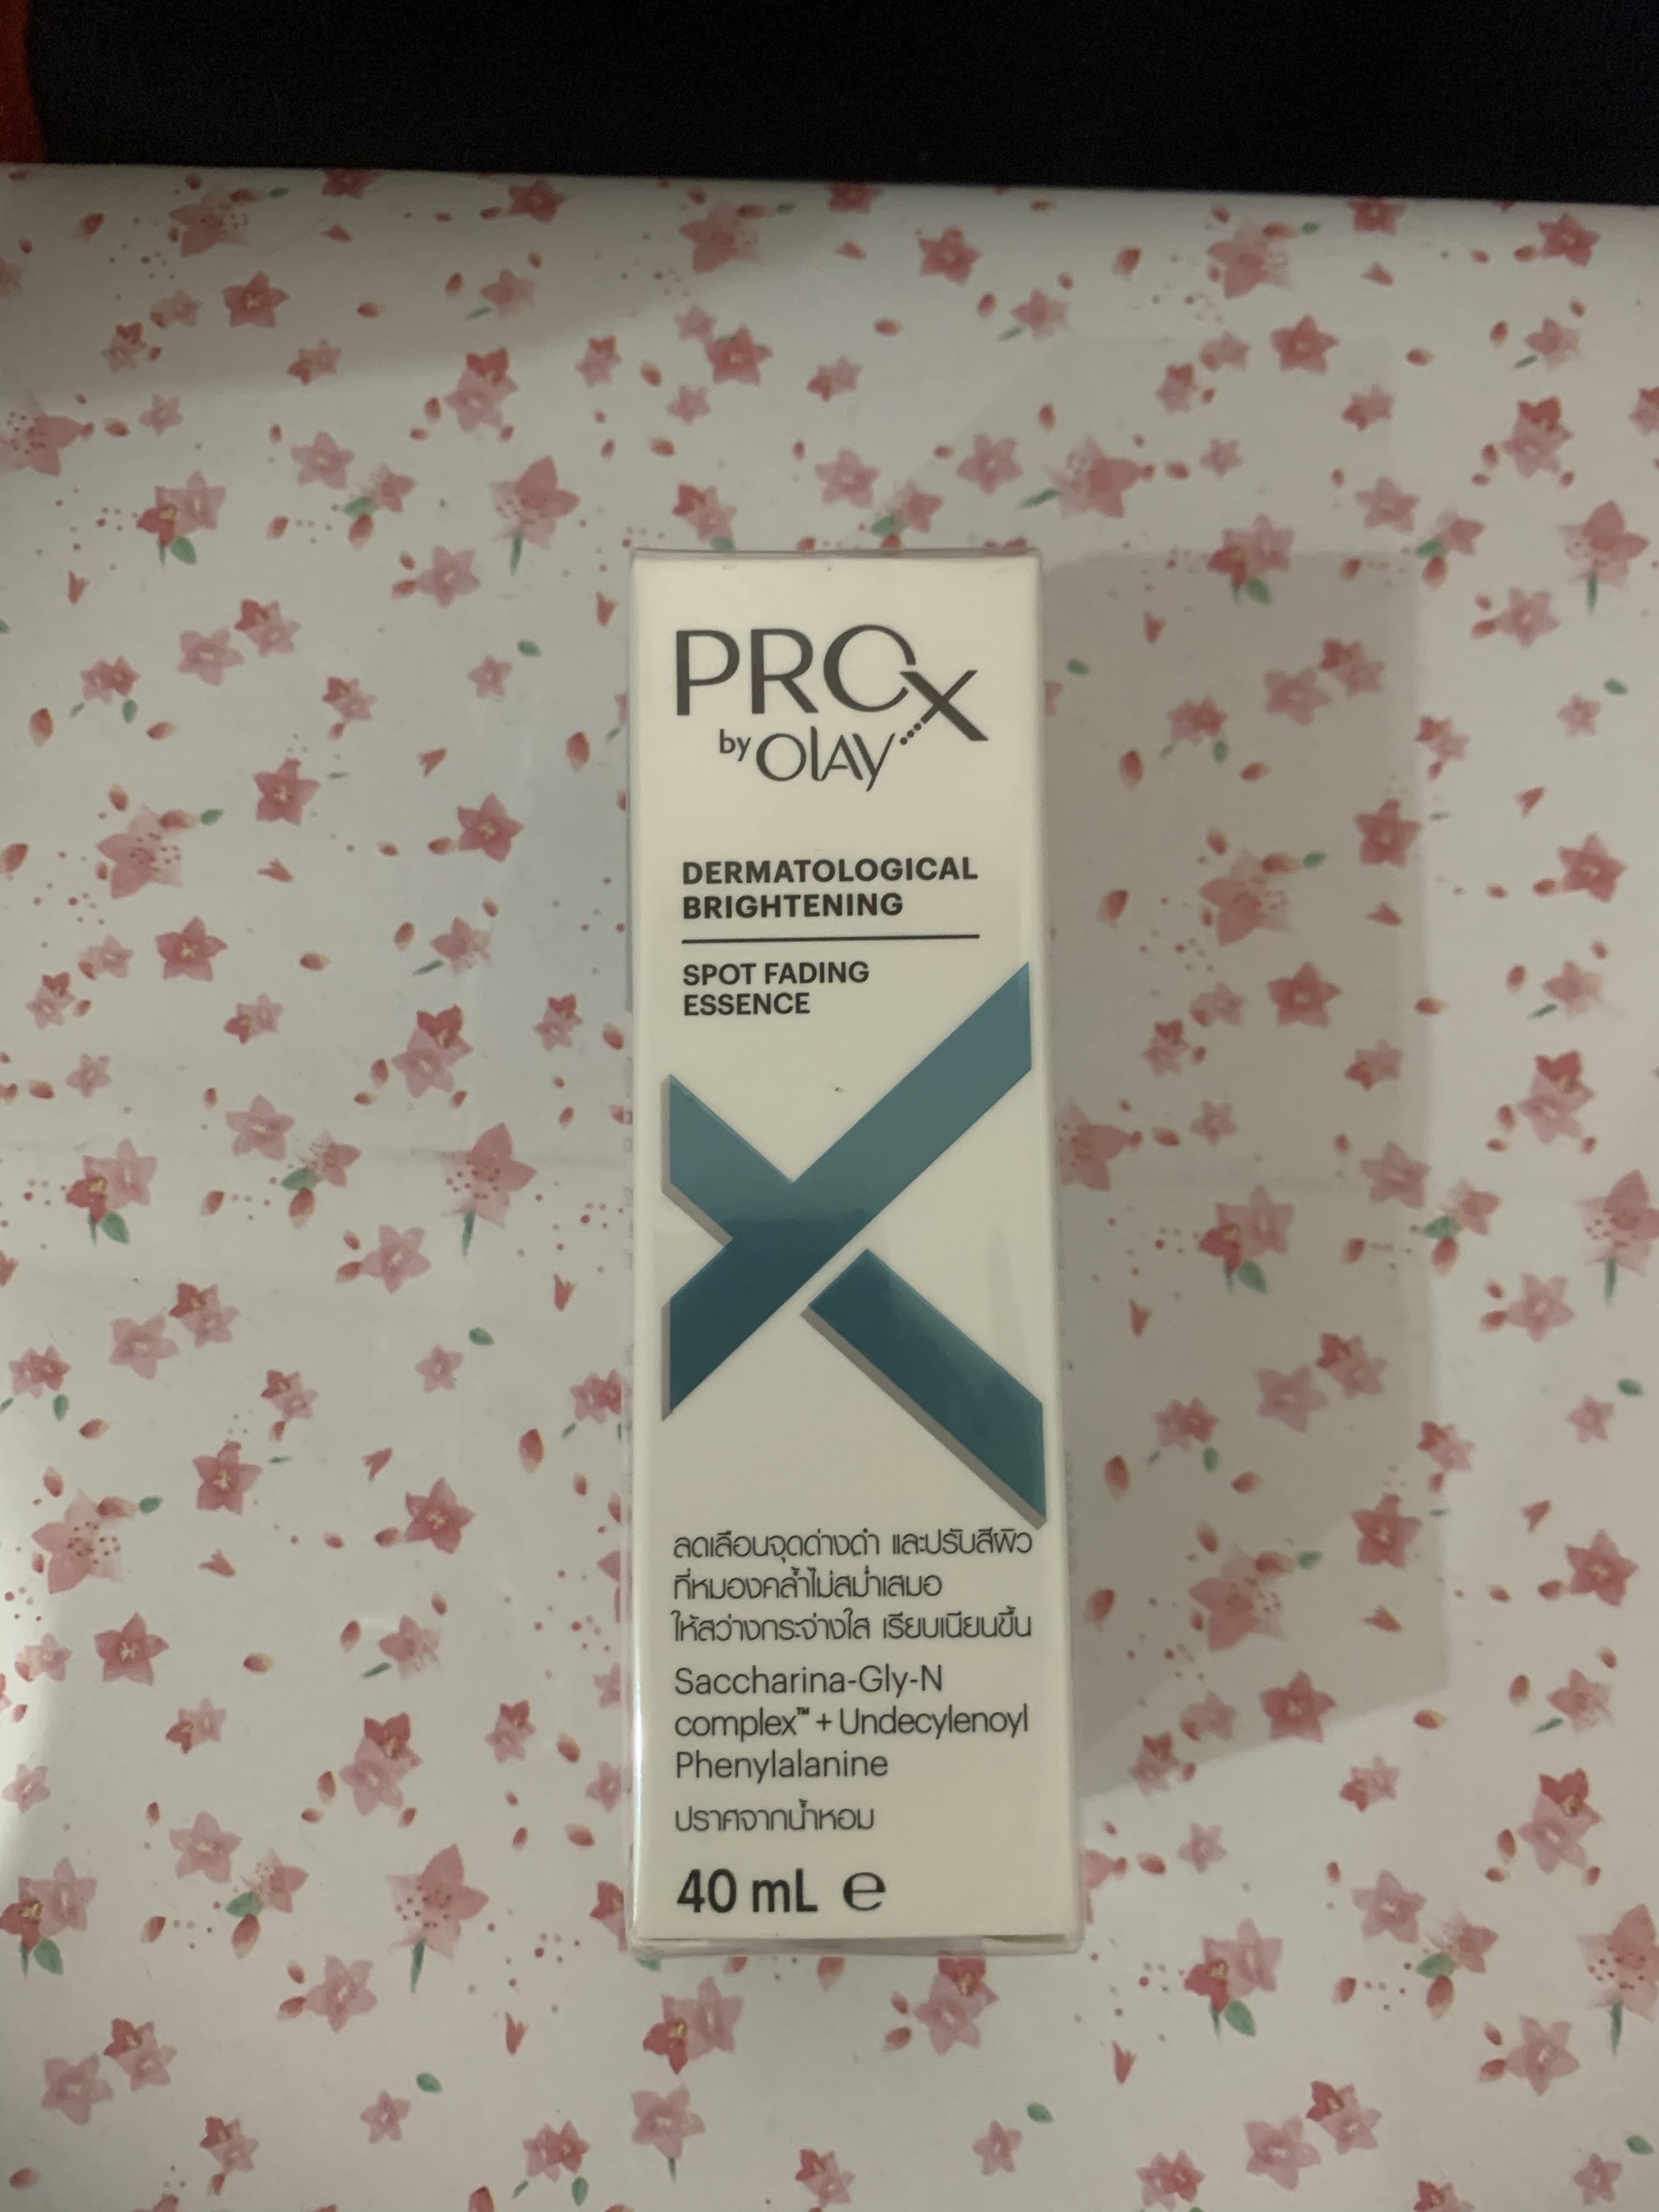 PROX
by OLAY
DERMATOLOGICAL
BRIGHTENING
SPOT FADING
ESSENCE
ลดเลือนจุดด่างดำ และปรับสีผิว
ที่หมองคล้ำไม่สม่ำเสมอ
ให้สว่างกระจ่างใส เรียบเนียนขึ้น
Saccharina-Gly-N
complex™ + Undecylenoyl
Phenylalanine
ปราศจากน้ำหอม
40 mL ℮